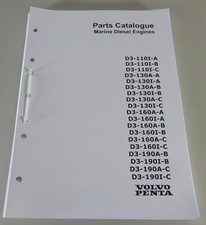 Parts Catalogue
Marine Diesel Engines
D3-110I-A
D3-110I-B
D3-110I-C
D3-130A-A
D3-130I-A
D3-130A-B
D3-130I-B
D3-130A-C
D3-130I-C
D3-160A-A
D3-160I-A
D3-160A-B
D3-160I-B
D3-160A-C
D3-160I-C
D3-190A-B
D3-190I-B
D3-190A-C
D3-190I-C
VOLVO
PENTA